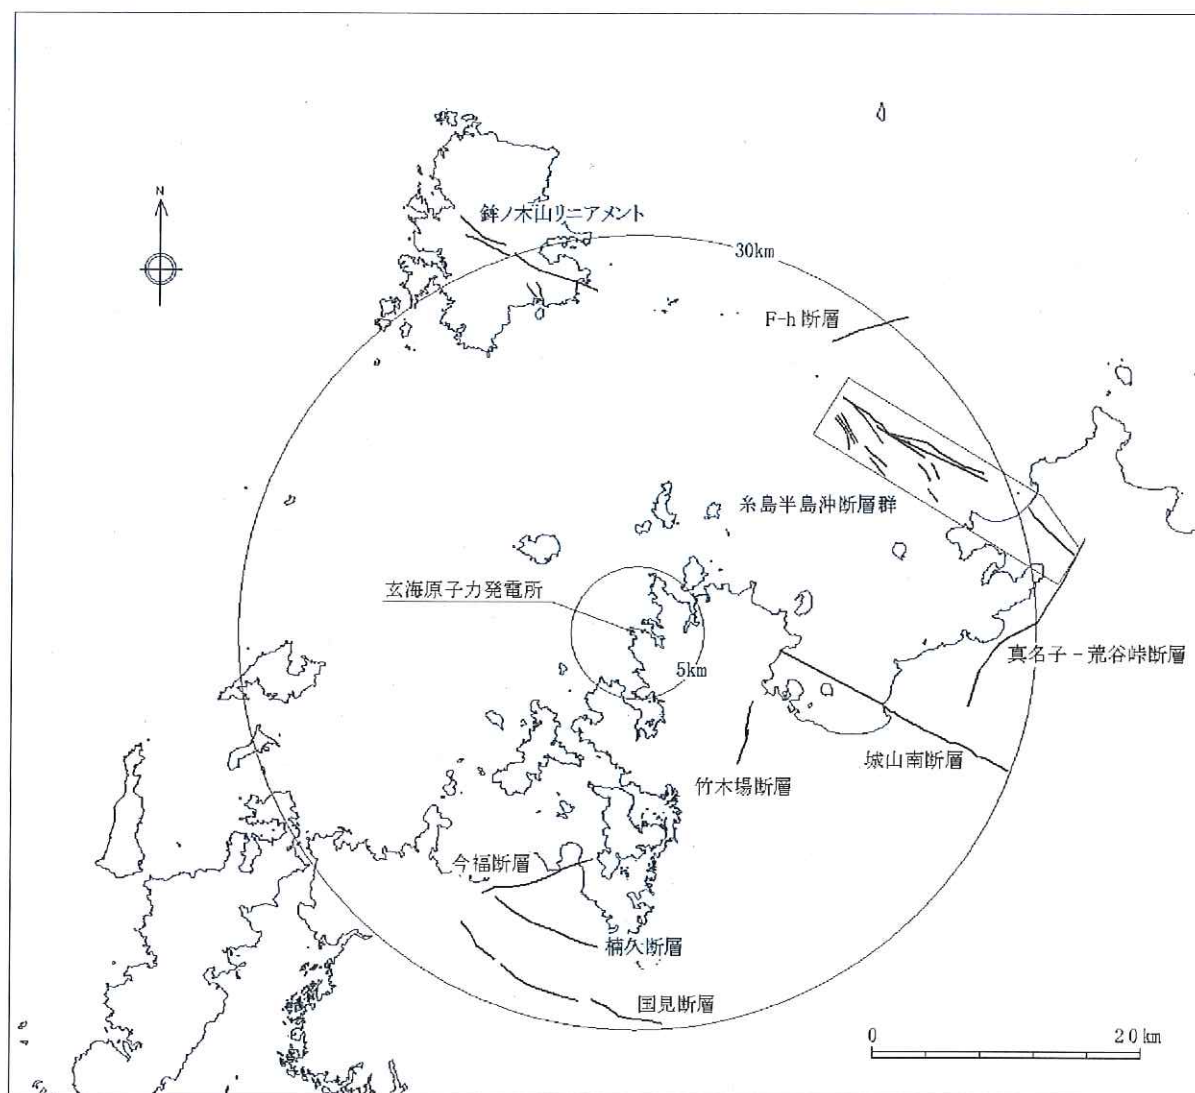 N
鉾ノ木山リニアメント
30km
F-h断層
糸島半島沖断層群
玄海原子力発電所
5km
真名子－荒谷峠断層
城山南断層
竹木場断層
今福断層
楠久断層
国見断層
0 20km